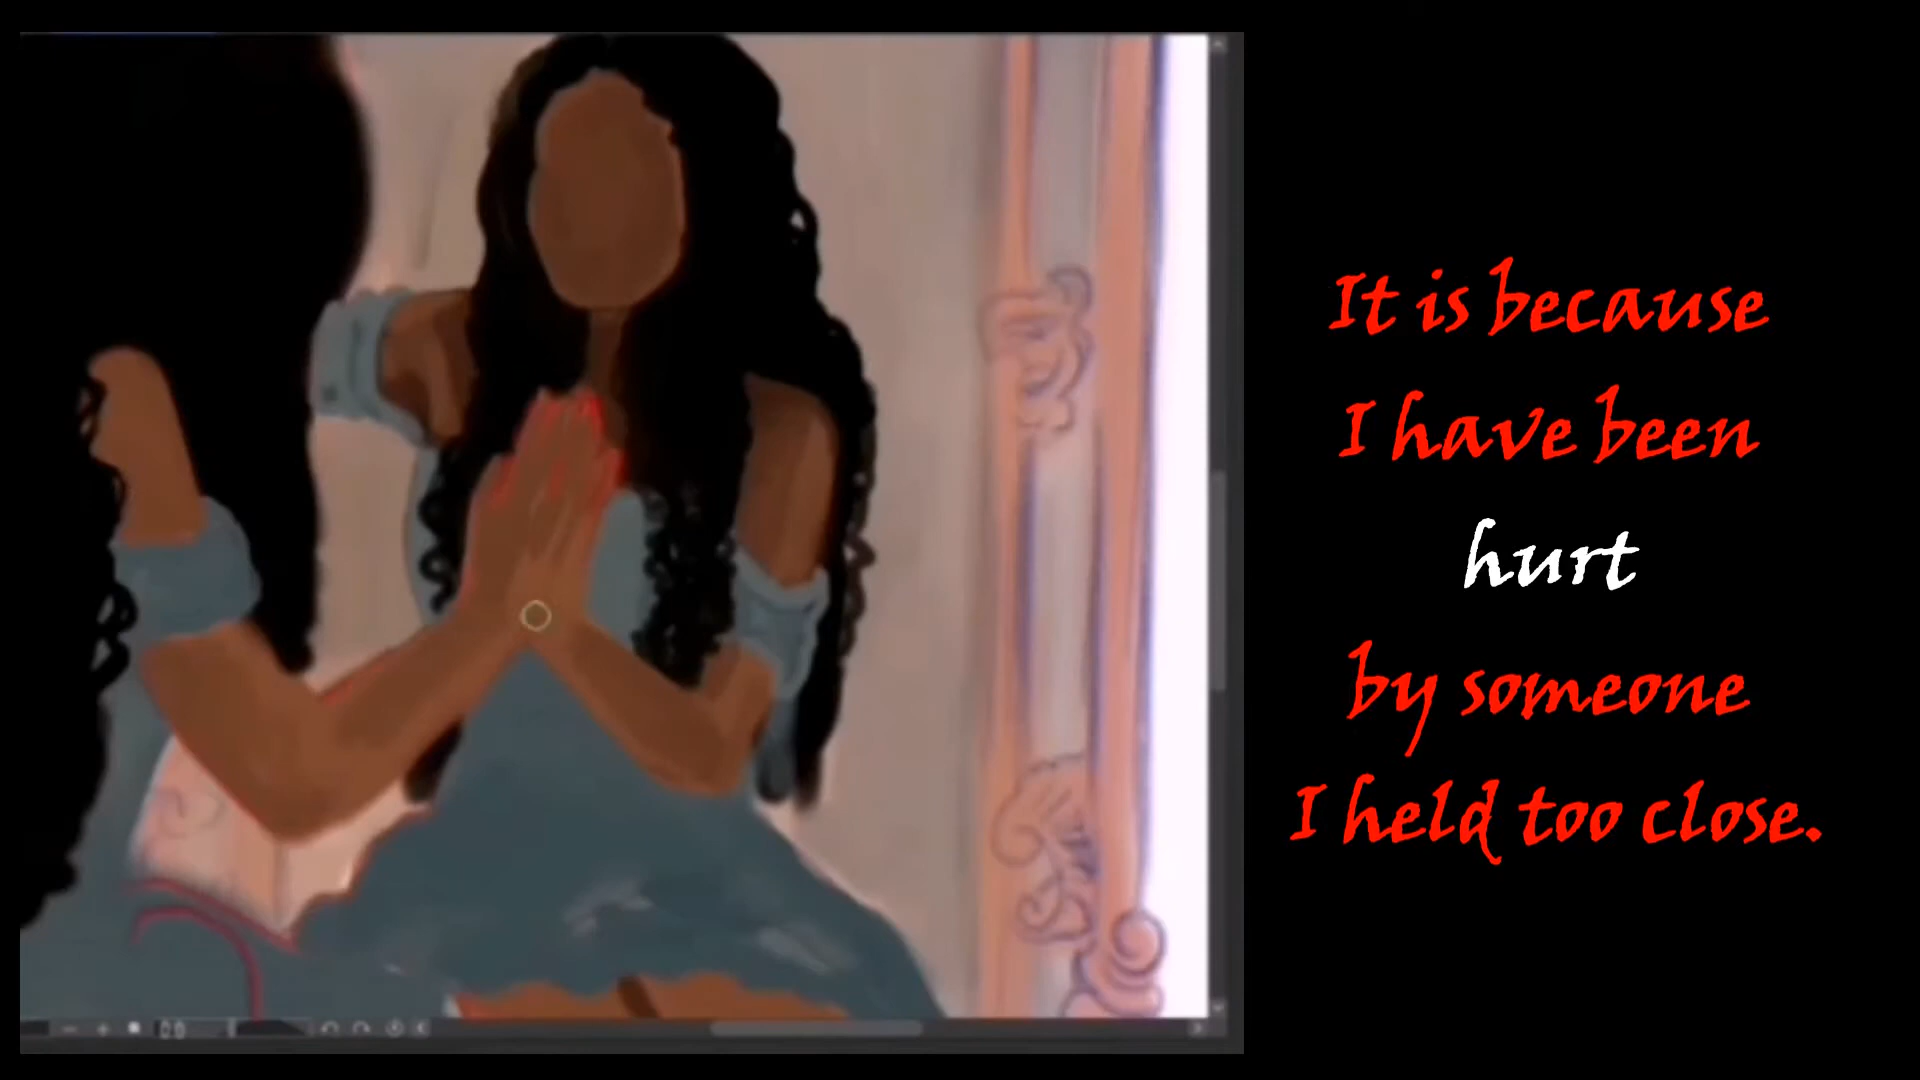 It is because
I have been
hurt
by someone
I held too close.